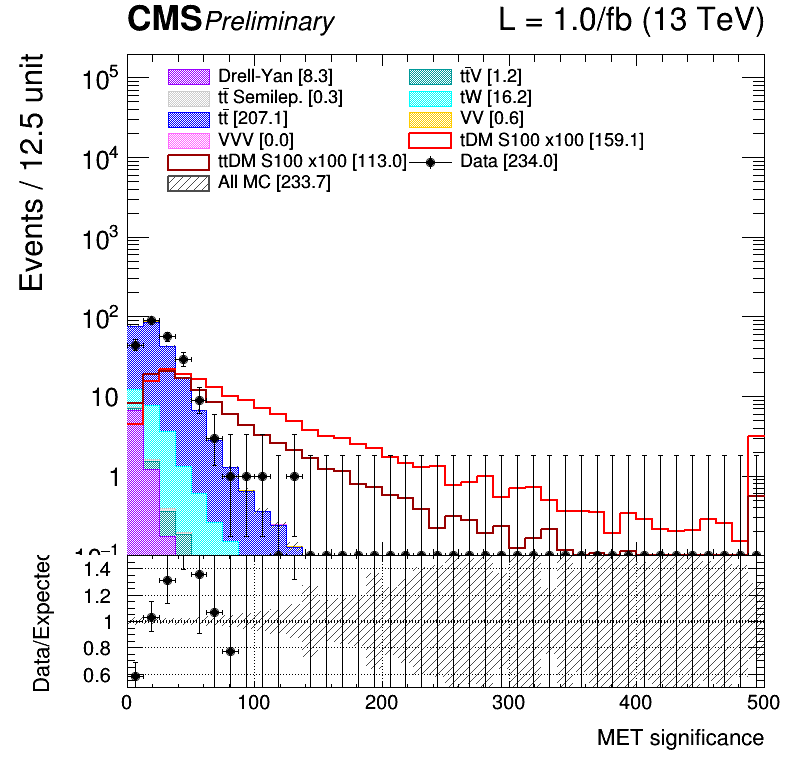 CMS Preliminary L = 1.0/fb (13 TeV)
Events / 12.5 unit
10⁵
10⁴
10³
10²
10
1
10⁻¹
Drell-Yan [8.3]
tt̄ Semilep. [0.3]
tt̄ [207.1]
VVV [0.0]
ttDM S100 x100 [113.0]
All MC [233.7]
tt̄V [1.2]
tW [16.2]
VV [0.6]
tDM S100 x100 [159.1]
Data [234.0]
Data/Expected
1.4
1.2
1
0.8
0.6
0 100 200 300 400 500
MET significance